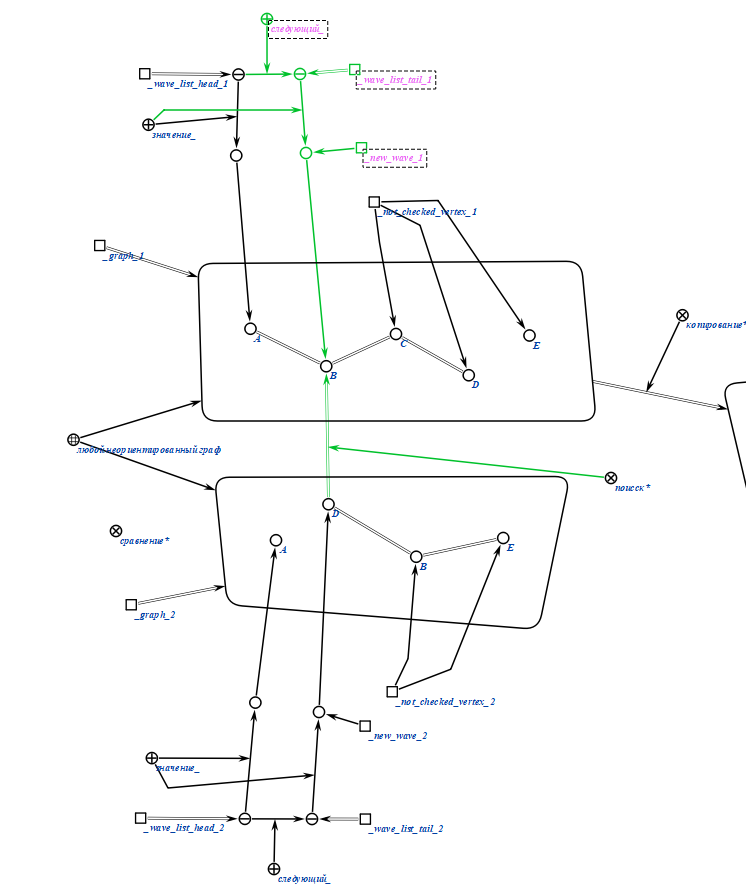 следующий_
_wave_list_head_1
_wave_list_tail_1
значение_
_new_wave_1
_not_checked_vertex_1
_graph_1
копирование*
A
C
E
B
D
любой неориентированный граф
поиск*
D
сравнение*
A
B
E
_graph_2
_not_checked_vertex_2
_new_wave_2
значение_
_wave_list_head_2
_wave_list_tail_2
следующий_